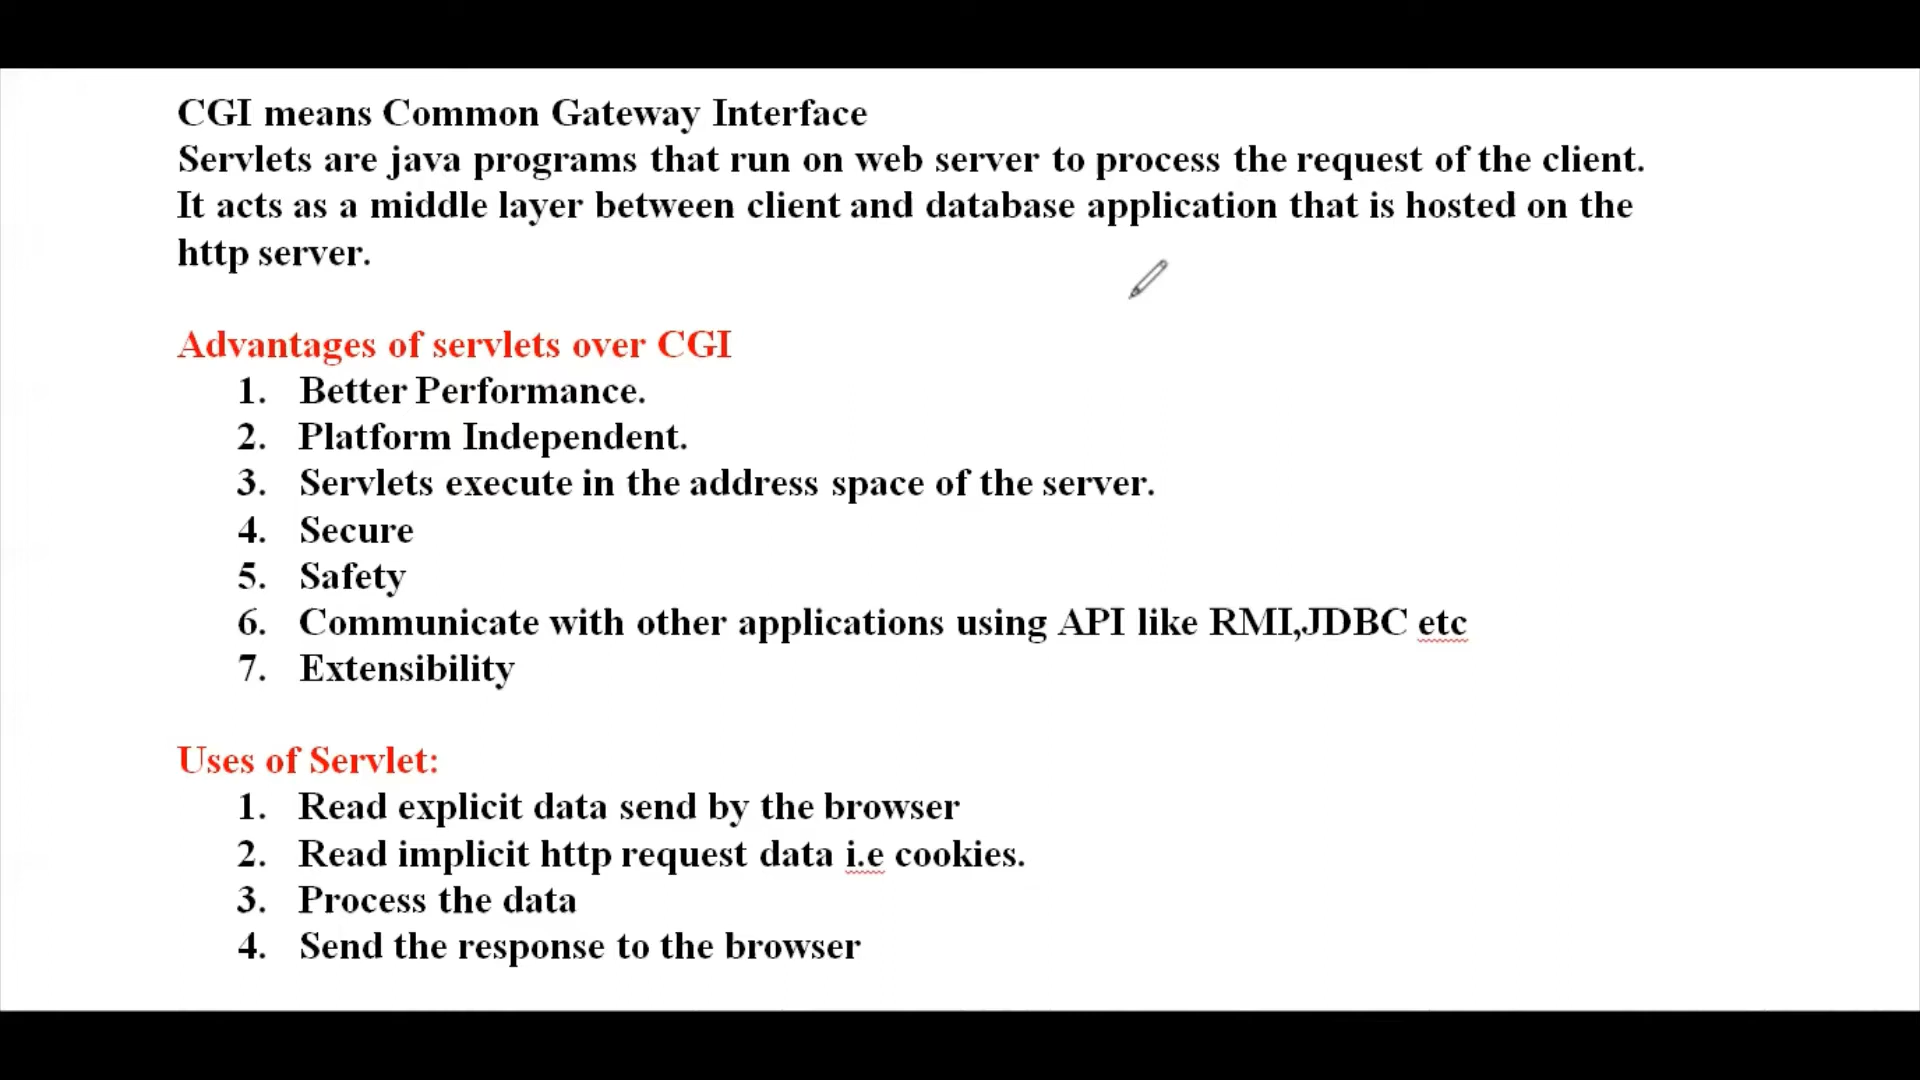 CGI means Common Gateway Interface
Servlets are java programs that run on web server to process the request of the client.
It acts as a middle layer between client and database application that is hosted on the
http server.
Advantages of servlets over CGI
1. Better Performance.
2. Platform Independent.
3. Servlets execute in the address space of the server.
4. Secure
5. Safety
6. Communicate with other applications using API like RMI,JDBC etc
7. Extensibility
Uses of Servlet:
1. Read explicit data send by the browser
2. Read implicit http request data i.e cookies.
3. Process the data
4. Send the response to the browser